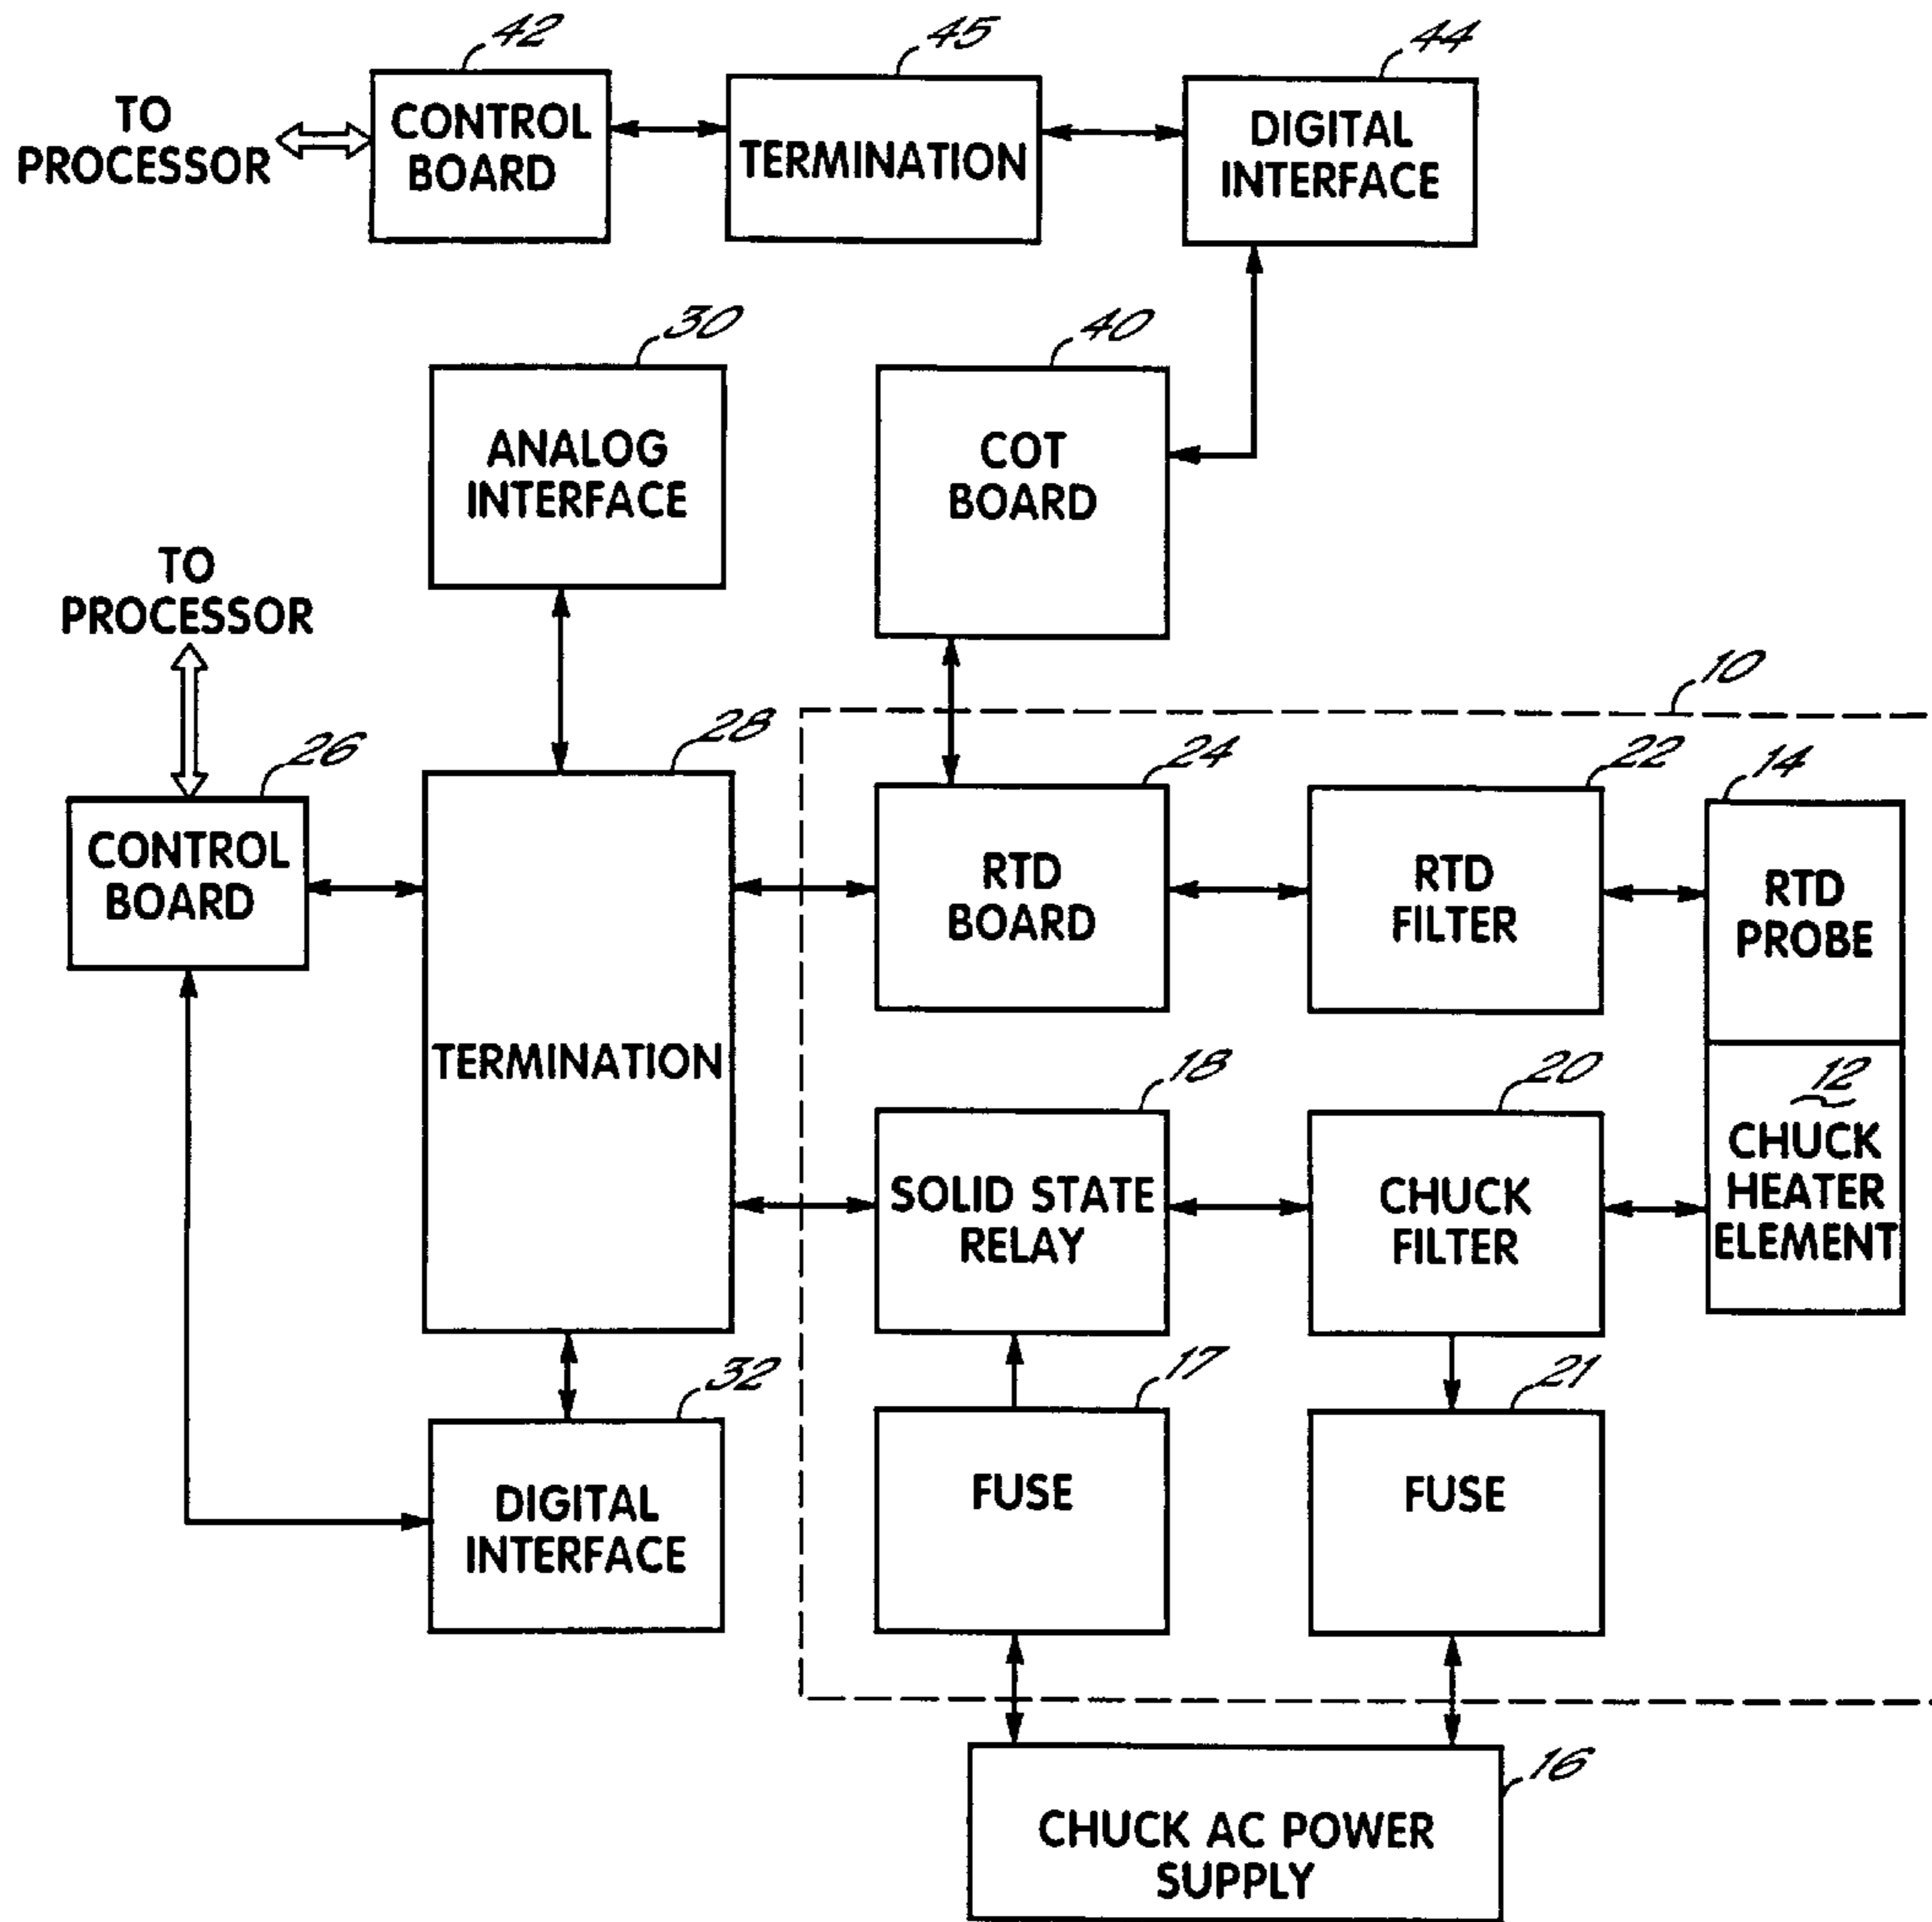 42
45
44
TO
PROCESSOR
CONTROL
BOARD
TERMINATION
DIGITAL
INTERFACE
30
40
ANALOG
INTERFACE
COT
BOARD
TO
PROCESSOR
10
26
28
24
22
14
CONTROL
BOARD
RTD
BOARD
RTD
FILTER
RTD
PROBE
TERMINATION
18
20
12
SOLID STATE
RELAY
CHUCK
FILTER
CHUCK
HEATER
ELEMENT
32
17
21
DIGITAL
INTERFACE
FUSE
FUSE
16
CHUCK AC POWER
SUPPLY